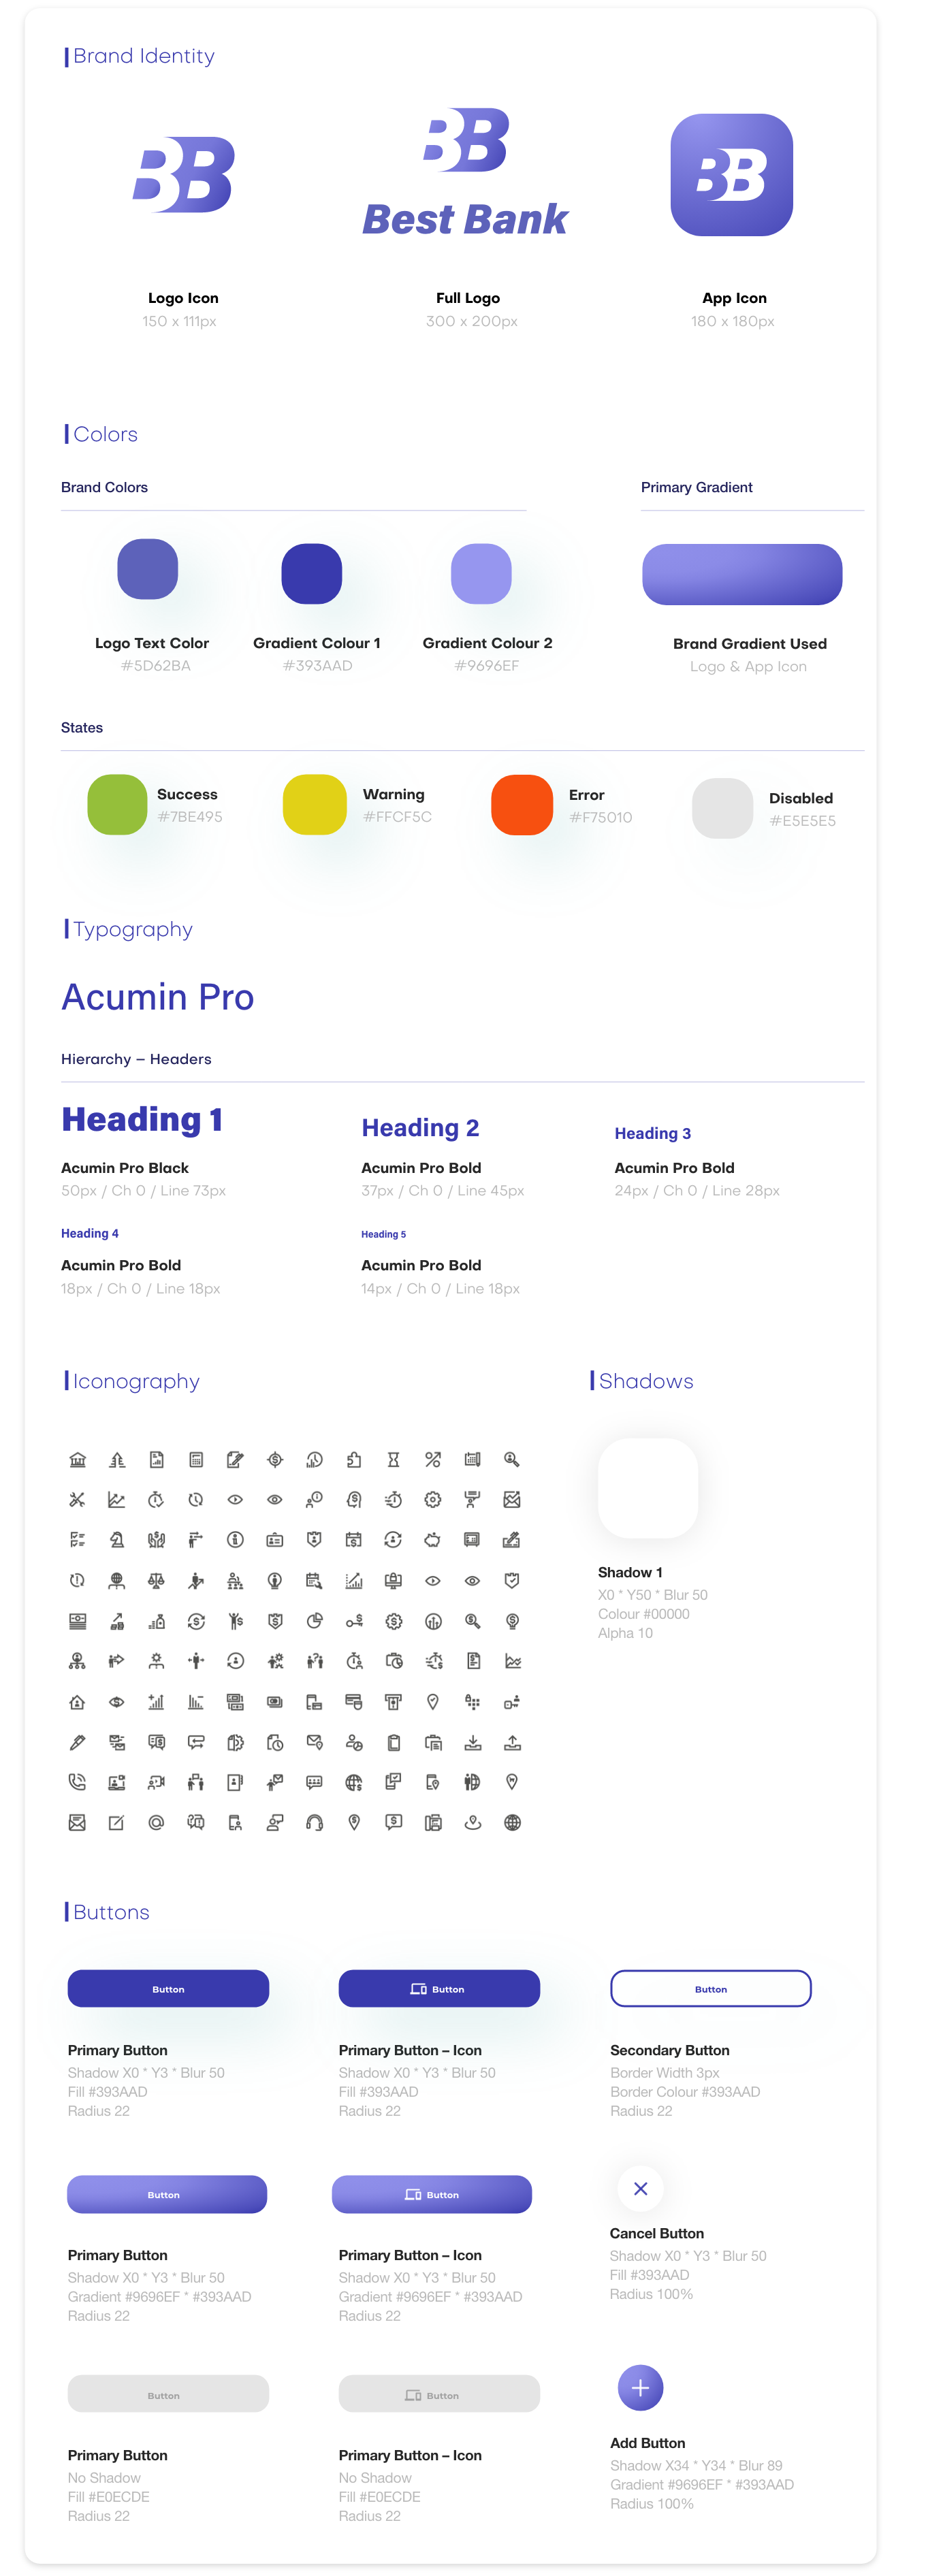 Brand Identity
BB
BB
Best Bank
BB
Logo Icon
150 x 111px
Full Logo
300 x 200px
App Icon
180 x 180px
Colors
Brand Colors
Primary Gradient
Logo Text Color
#5D62BA
Gradient Colour 1
#393AAD
Gradient Colour 2
#9696EF
Brand Gradient Used
Logo & App Icon
States
Success
#7BE495
Warning
#FFCF5C
Error
#F75010
Disabled
#E5E5E5
Typography
Acumin Pro
Hierarchy – Headers
Heading 1
Acumin Pro Black
50px / Ch 0 / Line 73px
Heading 2
Acumin Pro Bold
37px / Ch 0 / Line 45px
Heading 3
Acumin Pro Bold
24px / Ch 0 / Line 28px
Heading 4
Acumin Pro Bold
18px / Ch 0 / Line 18px
Heading 5
Acumin Pro Bold
14px / Ch 0 / Line 18px
Iconography
Shadows
Shadow 1
X0 * Y50 * Blur 50
Colour #00000
Alpha 10
Buttons
Button
Primary Button
Shadow X0 * Y3 * Blur 50
Fill #393AAD
Radius 22
Button
Primary Button – Icon
Shadow X0 * Y3 * Blur 50
Fill #393AAD
Radius 22
Button
Secondary Button
Border Width 3px
Border Colour #393AAD
Radius 22
Button
Primary Button
Shadow X0 * Y3 * Blur 50
Gradient #9696EF * #393AAD
Radius 22
Button
Primary Button – Icon
Shadow X0 * Y3 * Blur 50
Gradient #9696EF * #393AAD
Radius 22
Cancel Button
Shadow X0 * Y3 * Blur 50
Fill #393AAD
Radius 100%
Button
Primary Button
No Shadow
Fill #E0ECDE
Radius 22
Button
Primary Button – Icon
No Shadow
Fill #E0ECDE
Radius 22
Add Button
Shadow X34 * Y34 * Blur 89
Gradient #9696EF * #393AAD
Radius 100%